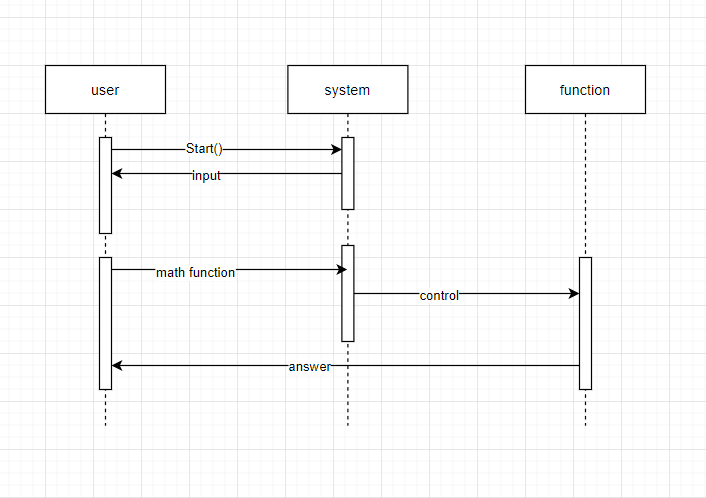 user
system
function
Start()
input
math function
control
answer